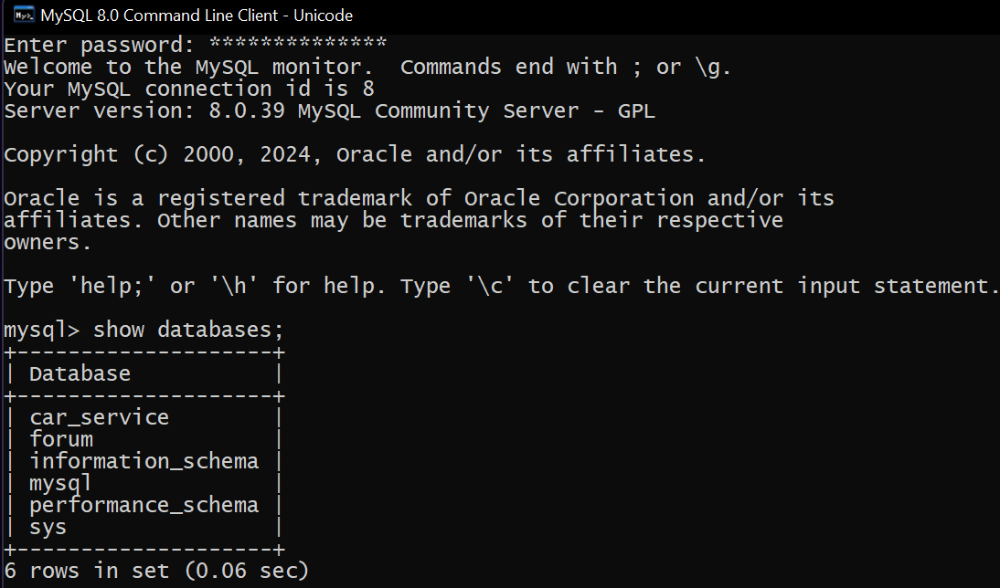 MySQL 8.0 Command Line Client - Unicode
Enter password: **************
Welcome to the MySQL monitor.  Commands end with ; or \g.
Your MySQL connection id is 8
Server version: 8.0.39 MySQL Community Server - GPL

Copyright (c) 2000, 2024, Oracle and/or its affiliates.

Oracle is a registered trademark of Oracle Corporation and/or its
affiliates. Other names may be trademarks of their respective
owners.

Type 'help;' or '\h' for help. Type '\c' to clear the current input statement.

mysql> show databases;
+--------------------+
| Database           |
+--------------------+
| car_service        |
| forum              |
| information_schema |
| mysql              |
| performance_schema |
| sys                |
+--------------------+
6 rows in set (0.06 sec)